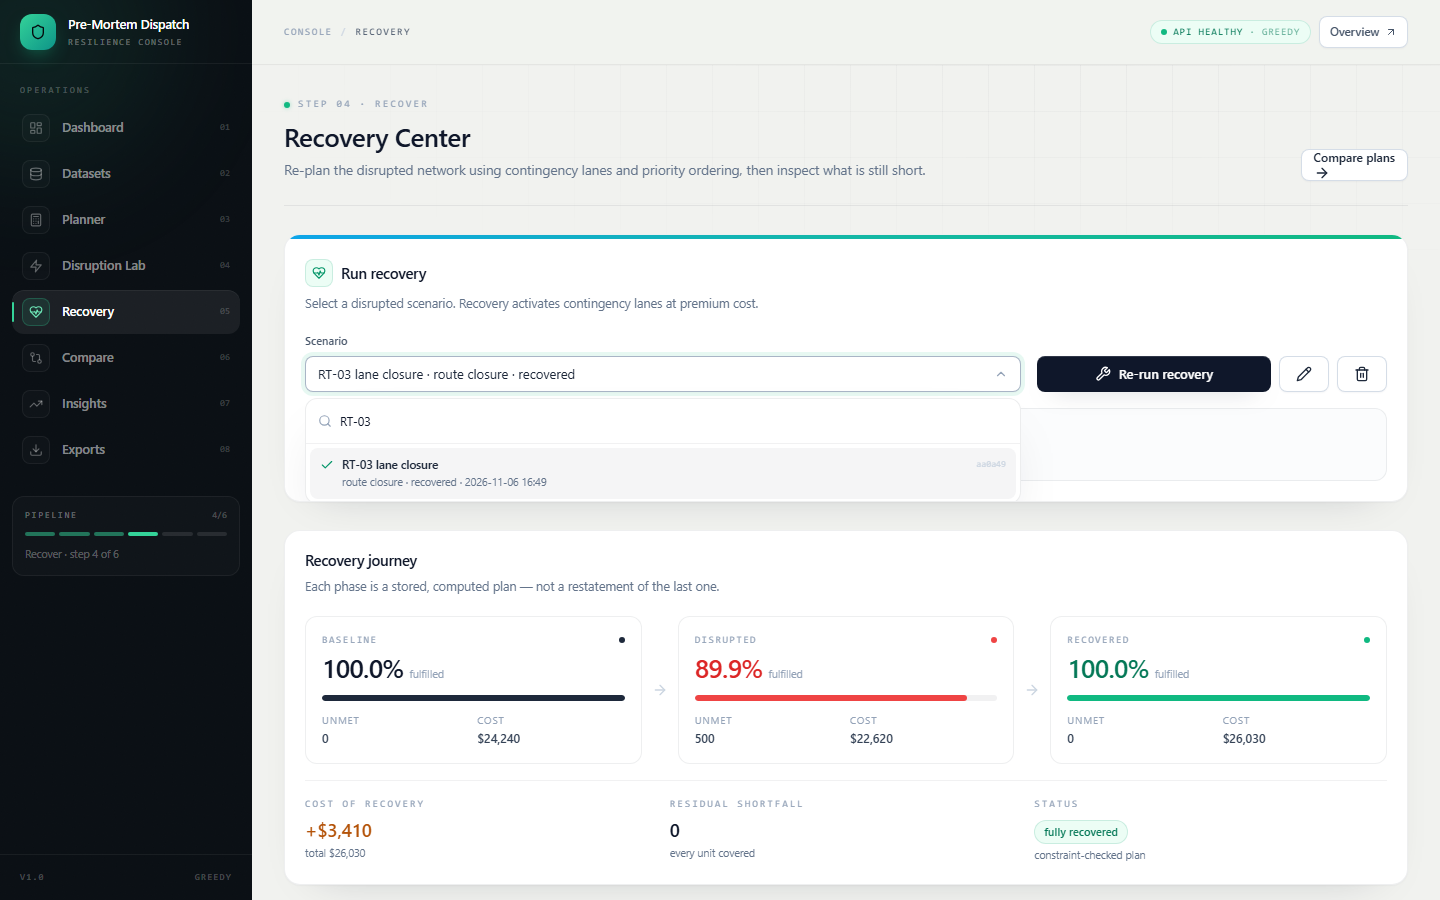 Pre-Mortem Dispatch
RESILIENCE CONSOLE
OPERATIONS
Dashboard 01
Datasets 02
Planner 03
Disruption Lab 04
Recovery 05
Compare 06
Insights 07
Exports 08
PIPELINE 4/6
Recover · step 4 of 6
V1.0 GREEDY
CONSOLE / RECOVERY
API HEALTHY · GREEDY
Overview
STEP 04 · RECOVER
Recovery Center
Re-plan the disrupted network using contingency lanes and priority ordering, then inspect what is still short.
Compare plans
Run recovery
Select a disrupted scenario. Recovery activates contingency lanes at premium cost.
Scenario
RT-03 lane closure · route closure · recovered
Re-run recovery
RT-03
RT-03 lane closure aa0a49
route closure · recovered · 2026-11-06 16:49
Recovery journey
Each phase is a stored, computed plan — not a restatement of the last one.
BASELINE
100.0% fulfilled
UNMET COST
0 $24,240
DISRUPTED
89.9% fulfilled
UNMET COST
500 $22,620
RECOVERED
100.0% fulfilled
UNMET COST
0 $26,030
COST OF RECOVERY
+$3,410
total $26,030
RESIDUAL SHORTFALL
0
every unit covered
STATUS
fully recovered
constraint-checked plan